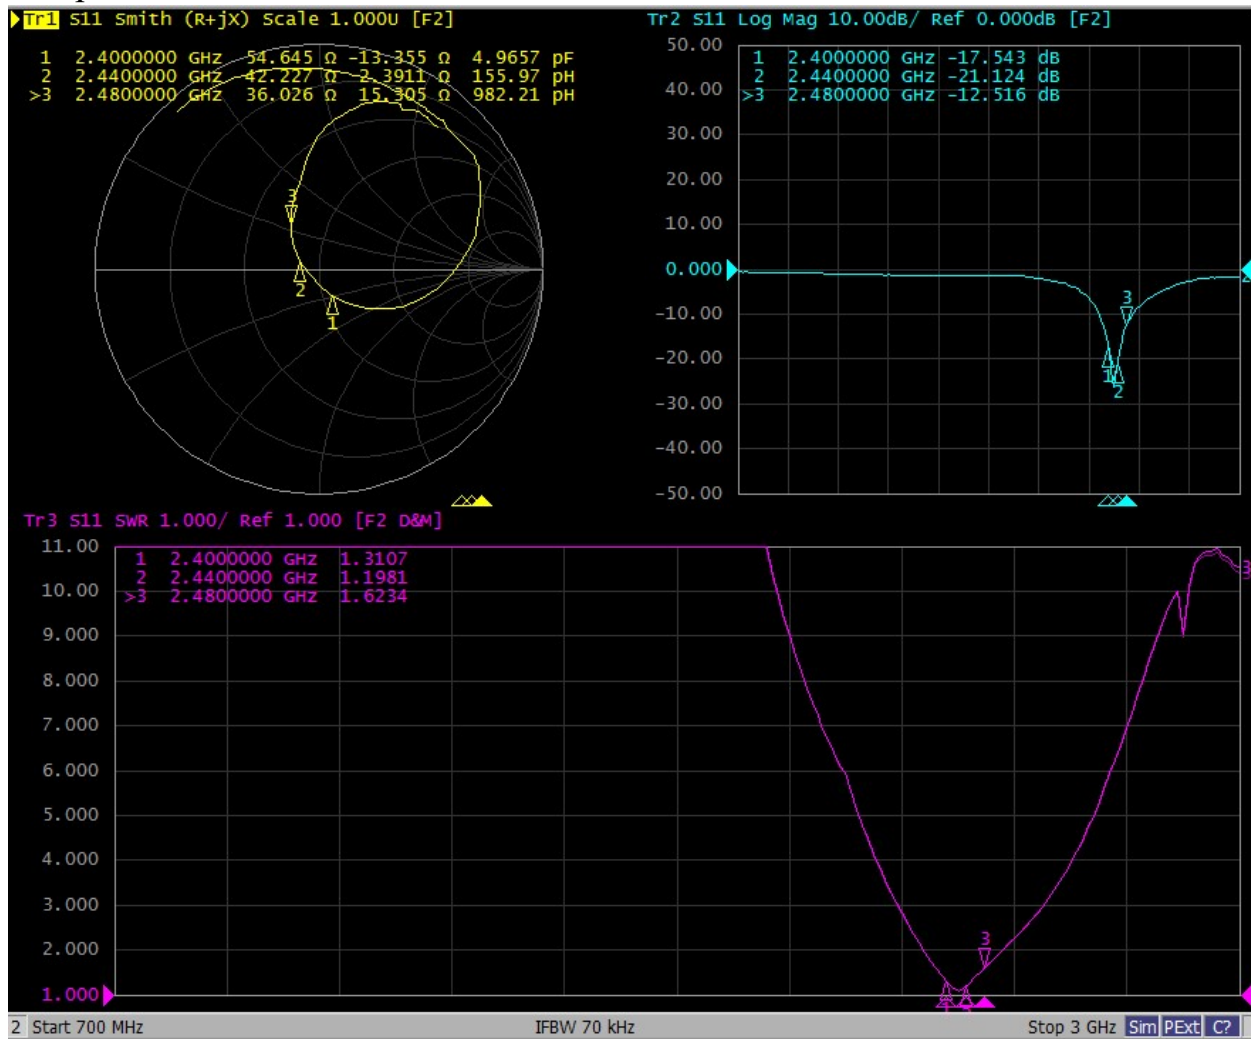 Tr1 S11 Smith (R+jX) Scale 1.000U [F2]
1 2.4000000 GHz 54.645 Ω -13.355 Ω 4.9657 pF
2 2.4400000 GHz 42.227 Ω 2.3911 Ω 155.97 pH
>3 2.4800000 GHz 36.026 Ω 15.305 Ω 982.21 pH
3
2
1
Tr2 S11 Log Mag 10.00dB/ Ref 0.000dB [F2]
50.00
1 2.4000000 GHz -17.543 dB
2 2.4400000 GHz -21.124 dB
40.00
>3 2.4800000 GHz -12.516 dB
30.00
20.00
10.00
0.000
-10.00
3
-20.00
1
2
-30.00
-40.00
-50.00
Tr3 S11 SWR 1.000/ Ref 1.000 [F2 D&M]
11.00
1 2.4000000 GHz 1.3107
2 2.4400000 GHz 1.1981
10.00
>3 2.4800000 GHz 1.6234
3
9.000
8.000
7.000
6.000
5.000
4.000
3.000
2.000
3
1.000
2 Start 700 MHz
IFBW 70 kHz
Stop 3 GHz Sim PExt C?